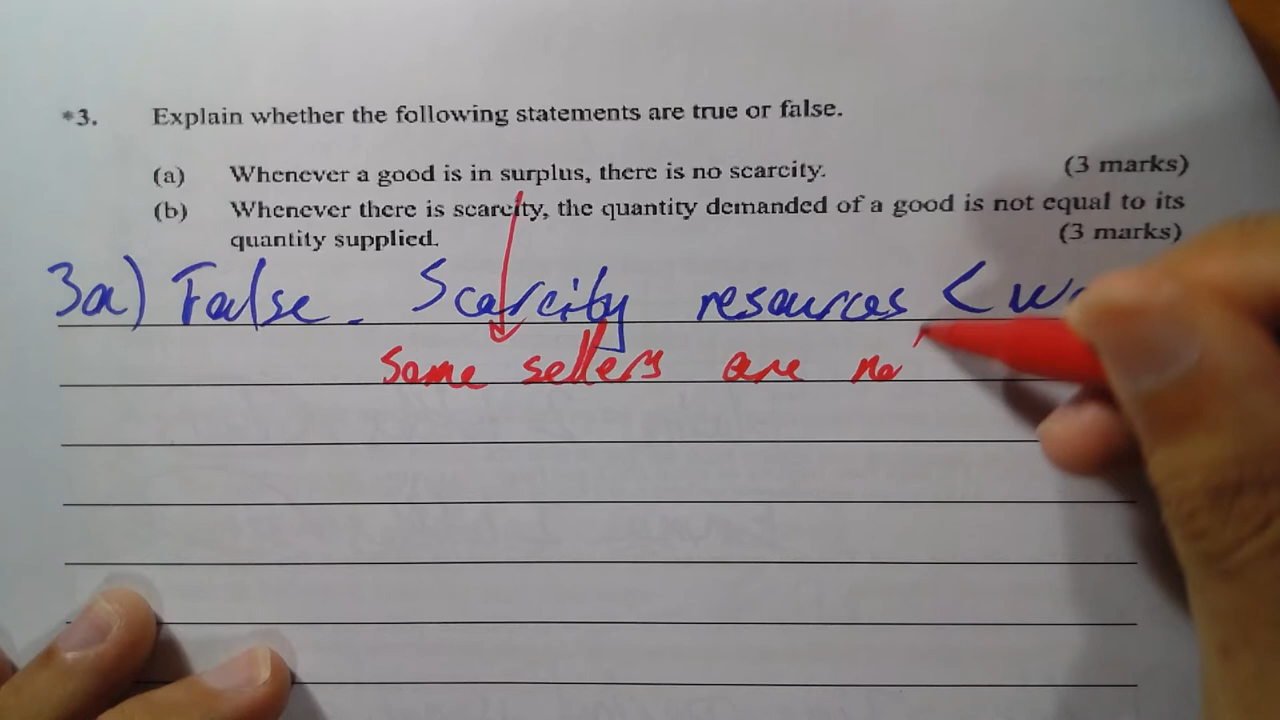 *3. Explain whether the following statements are true or false.
(a) Whenever a good is in surplus, there is no scarcity. (3 marks)
(b) Whenever there is scarcity, the quantity demanded of a good is not equal to its
quantity supplied. (3 marks)
3a) False. Scarcity resources <
Some sellers are